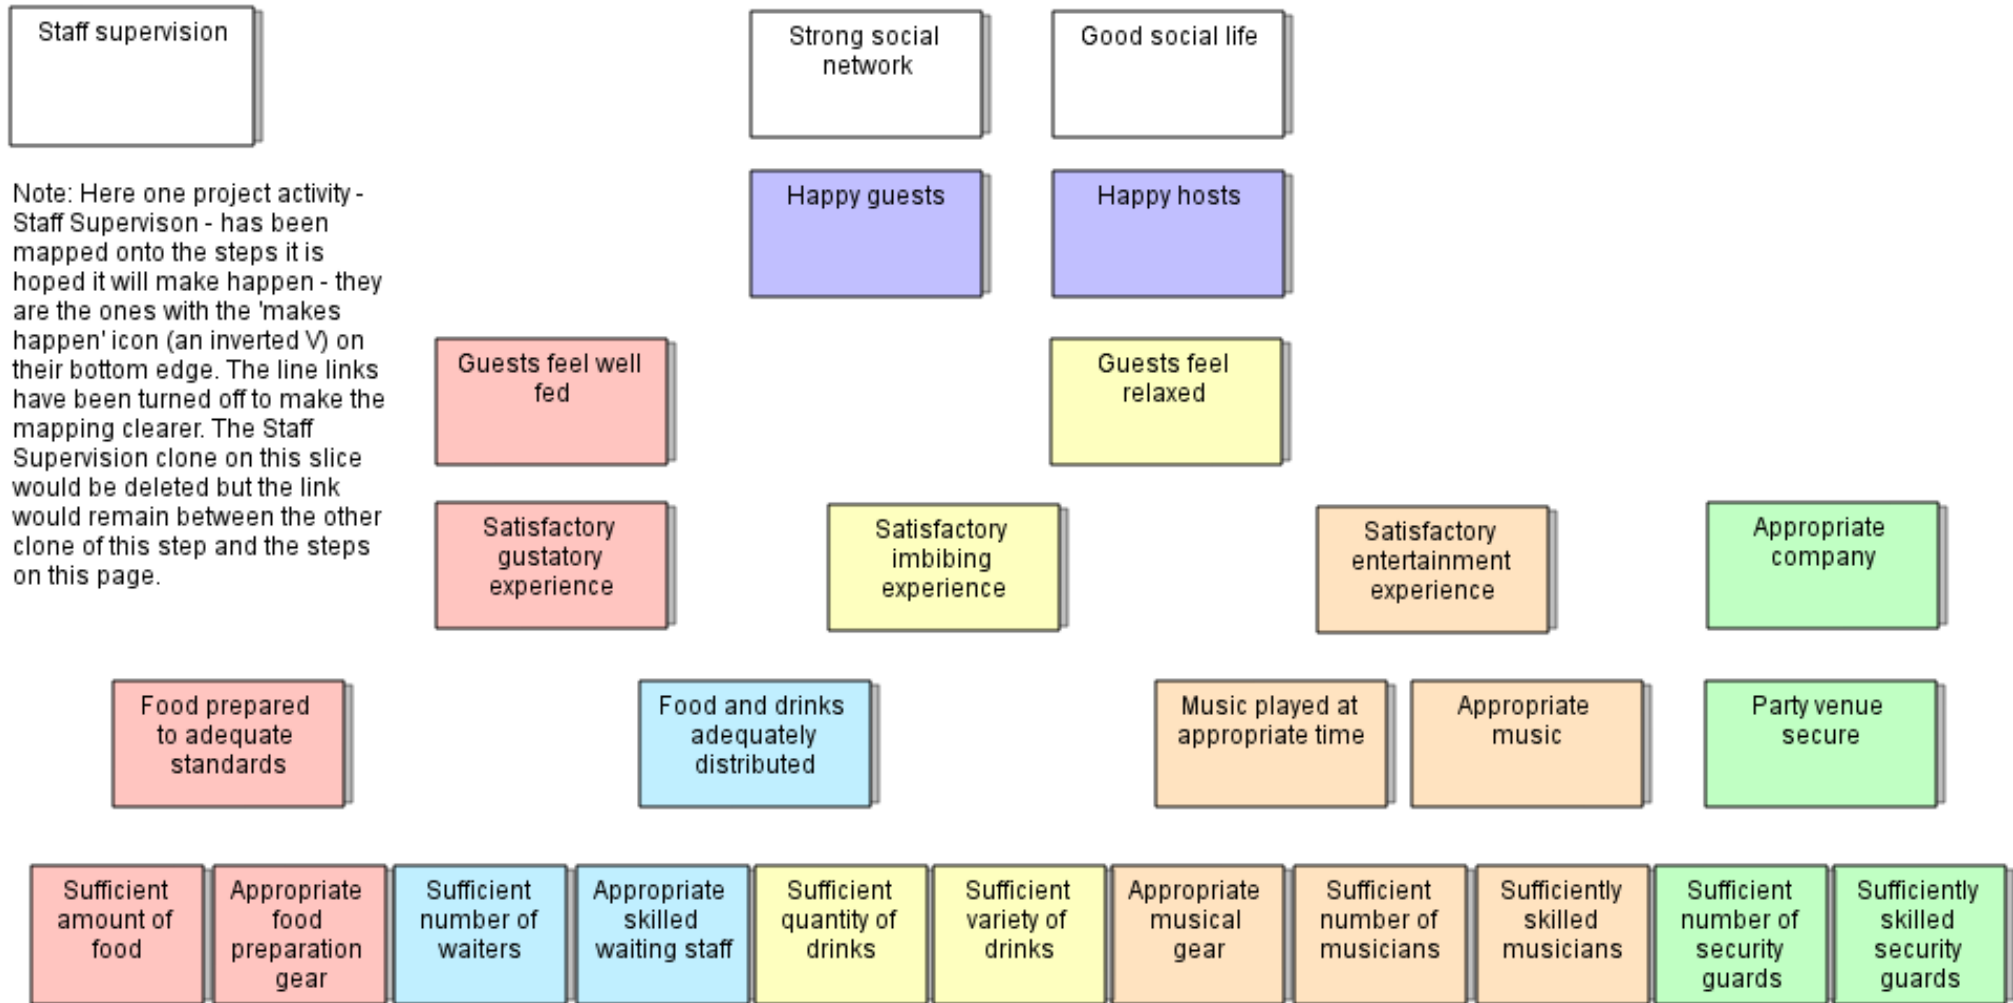 Staff supervision
Strong social
network
Good social life
Note: Here one project activity -
Staff Supervison - has been
mapped onto the steps it is
hoped it will make happen - they
are the ones with the 'makes
happen' icon (an inverted V) on
their bottom edge. The line links
have been turned off to make the
mapping clearer. The Staff
Supervision clone on this slice
would be deleted but the link
would remain between the other
clone of this step and the steps
on this page.
Happy guests
Happy hosts
Guests feel well
fed
Guests feel
relaxed
Satisfactory
gustatory
experience
Satisfactory
imbibing
experience
Satisfactory
entertainment
experience
Appropriate
company
Food prepared
to adequate
standards
Food and drinks
adequately
distributed
Music played at
appropriate time
Appropriate
music
Party venue
secure
Sufficient
amount of
food
Appropriate
food
preparation
gear
Sufficient
number of
waiters
Appropriate
skilled
waiting staff
Sufficient
quantity of
drinks
Sufficient
variety of
drinks
Appropriate
musical
gear
Sufficient
number of
musicians
Sufficiently
skilled
musicians
Sufficient
number of
security
guards
Sufficiently
skilled
security
guards